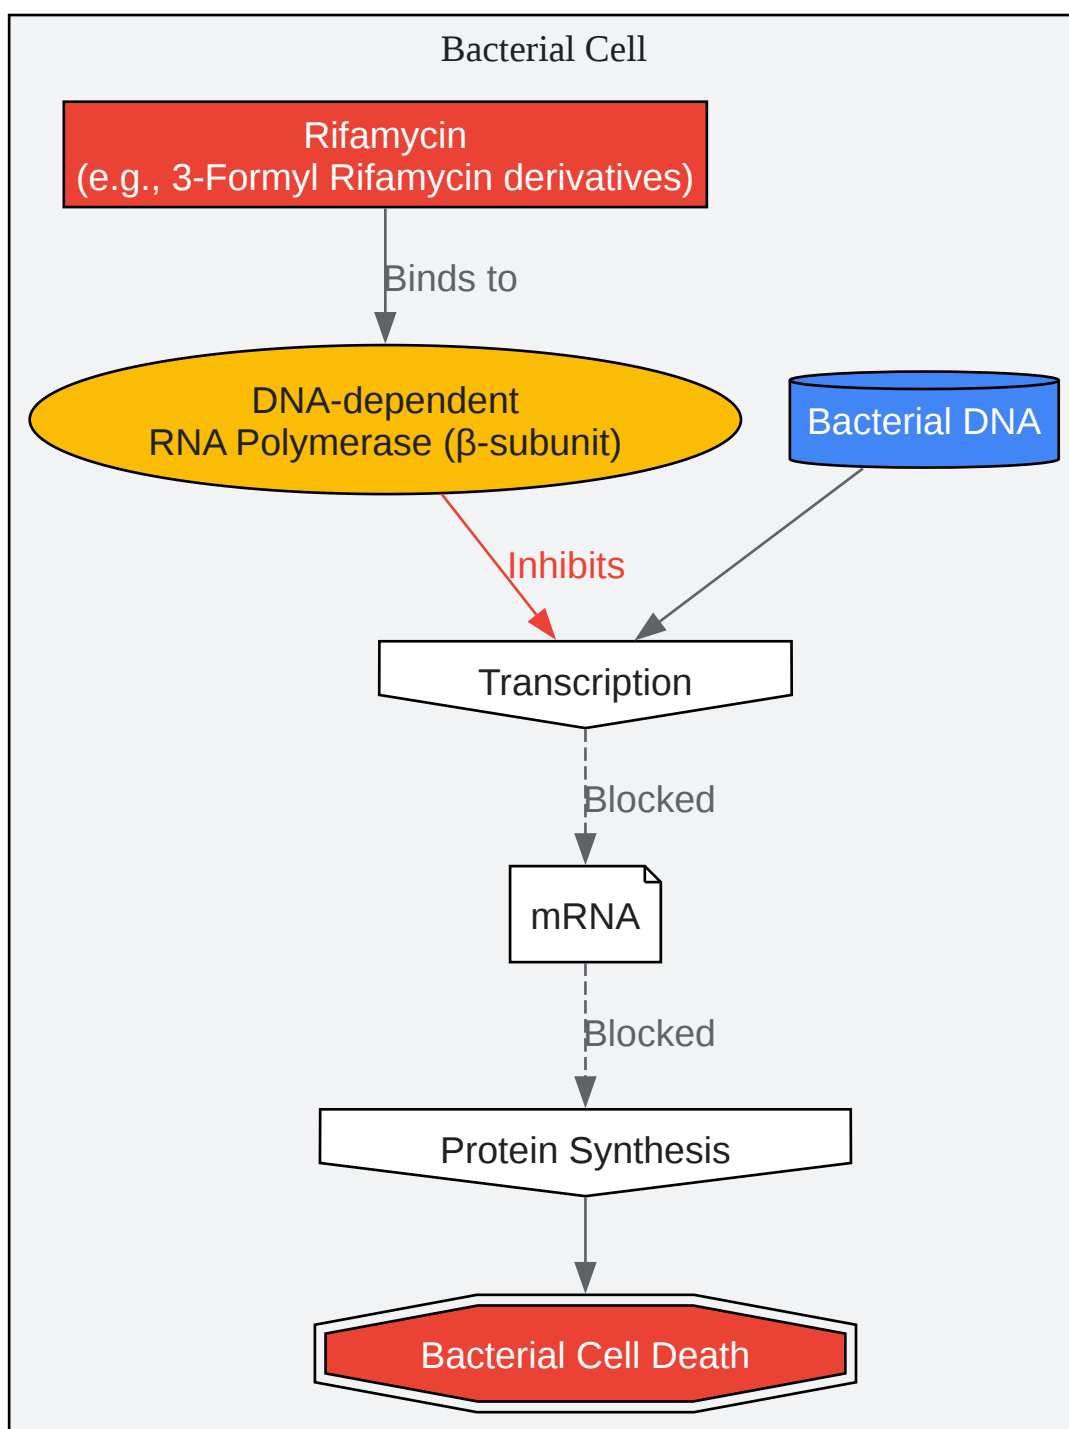 Bacterial Cell
Rifamycin
(e.g., 3-Formyl Rifamycin derivatives)
Binds to
DNA-dependent
RNA Polymerase (β-subunit)
Bacterial DNA
Inhibits
Transcription
Blocked
mRNA
Blocked
Protein Synthesis
Bacterial Cell Death